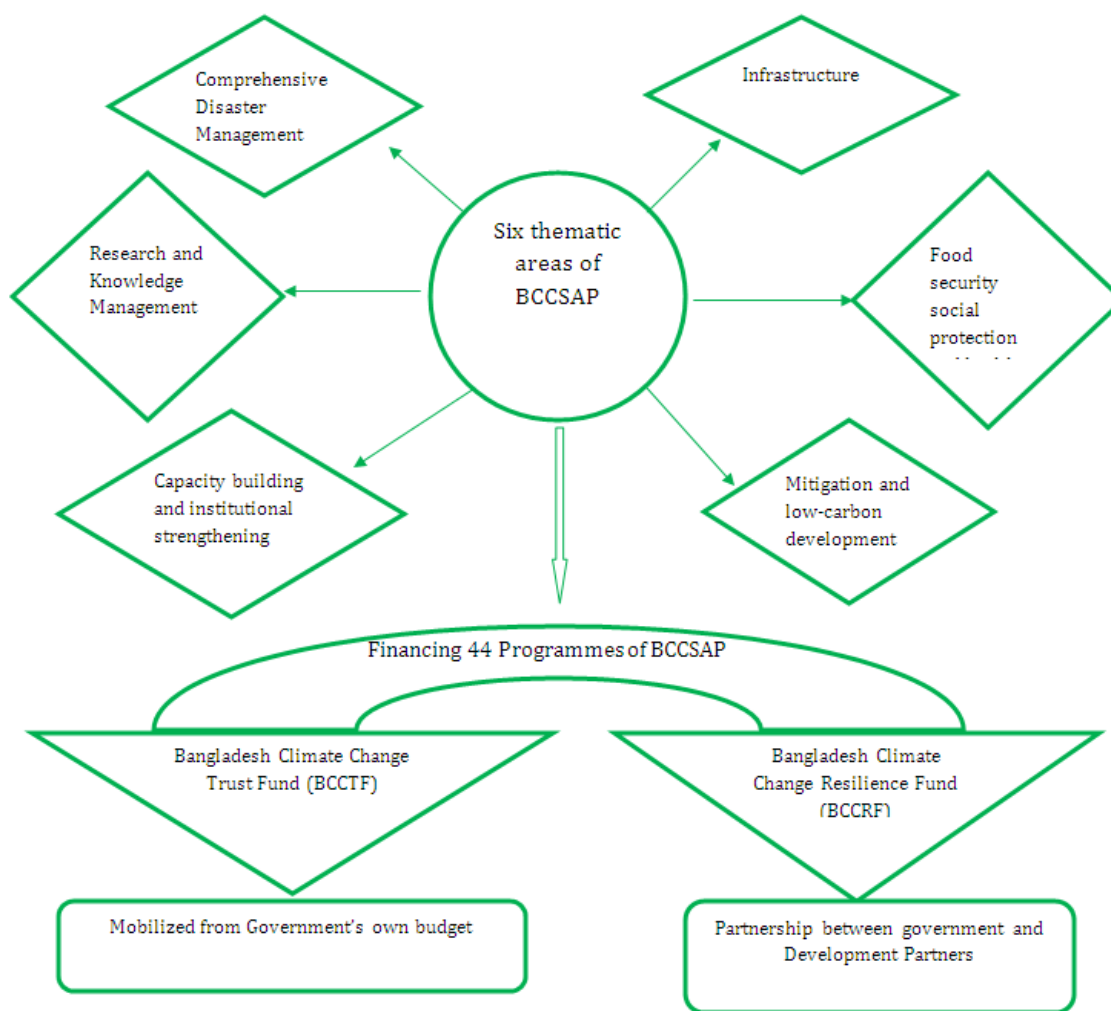 Comprehensive
Disaster
Management
Infrastructure
Six thematic
areas of
BCCSAP
Research and
Knowledge
Management
Food
security
social
protection
Capacity building
and institutional
strengthening
Mitigation and
low-carbon
development
Financing 44 Programmes of BCCSAP
Bangladesh Climate Change
Trust Fund (BCCTF)
Bangladesh Climate
Change Resilience Fund
(BCCRF)
Mobilized from Government's own budget
Partnership between government and
Development Partners